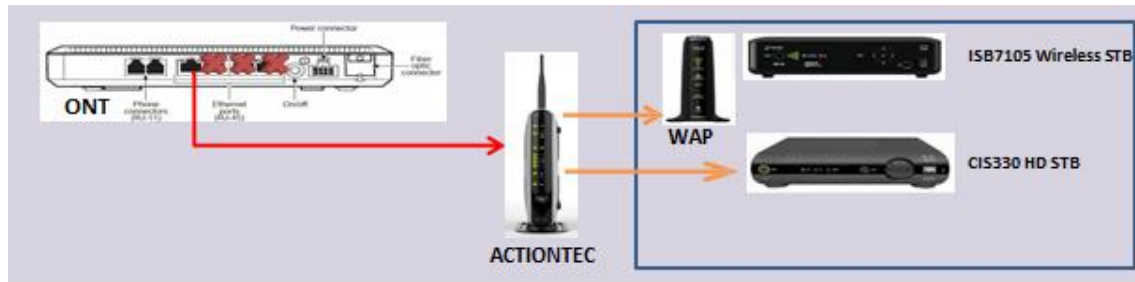 Power connector
Fiber
optic
connector
ONT
Phone
connectors
(RJ-11)
Ethernet
ports
(RJ-45)
On/off
ACTIONTEC
WAP
ISB7105 Wireless STB
CIS330 HD STB